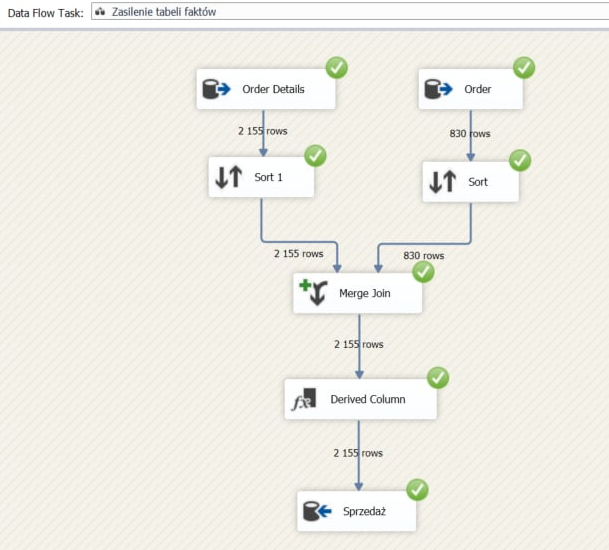 Data Flow Task: Zasilenie tabeli faktów
Order Details
Order
2 155 rows
830 rows
Sort 1
Sort
2 155 rows
830 rows
Merge Join
2 155 rows
fx Derived Column
2 155 rows
Sprzedaż